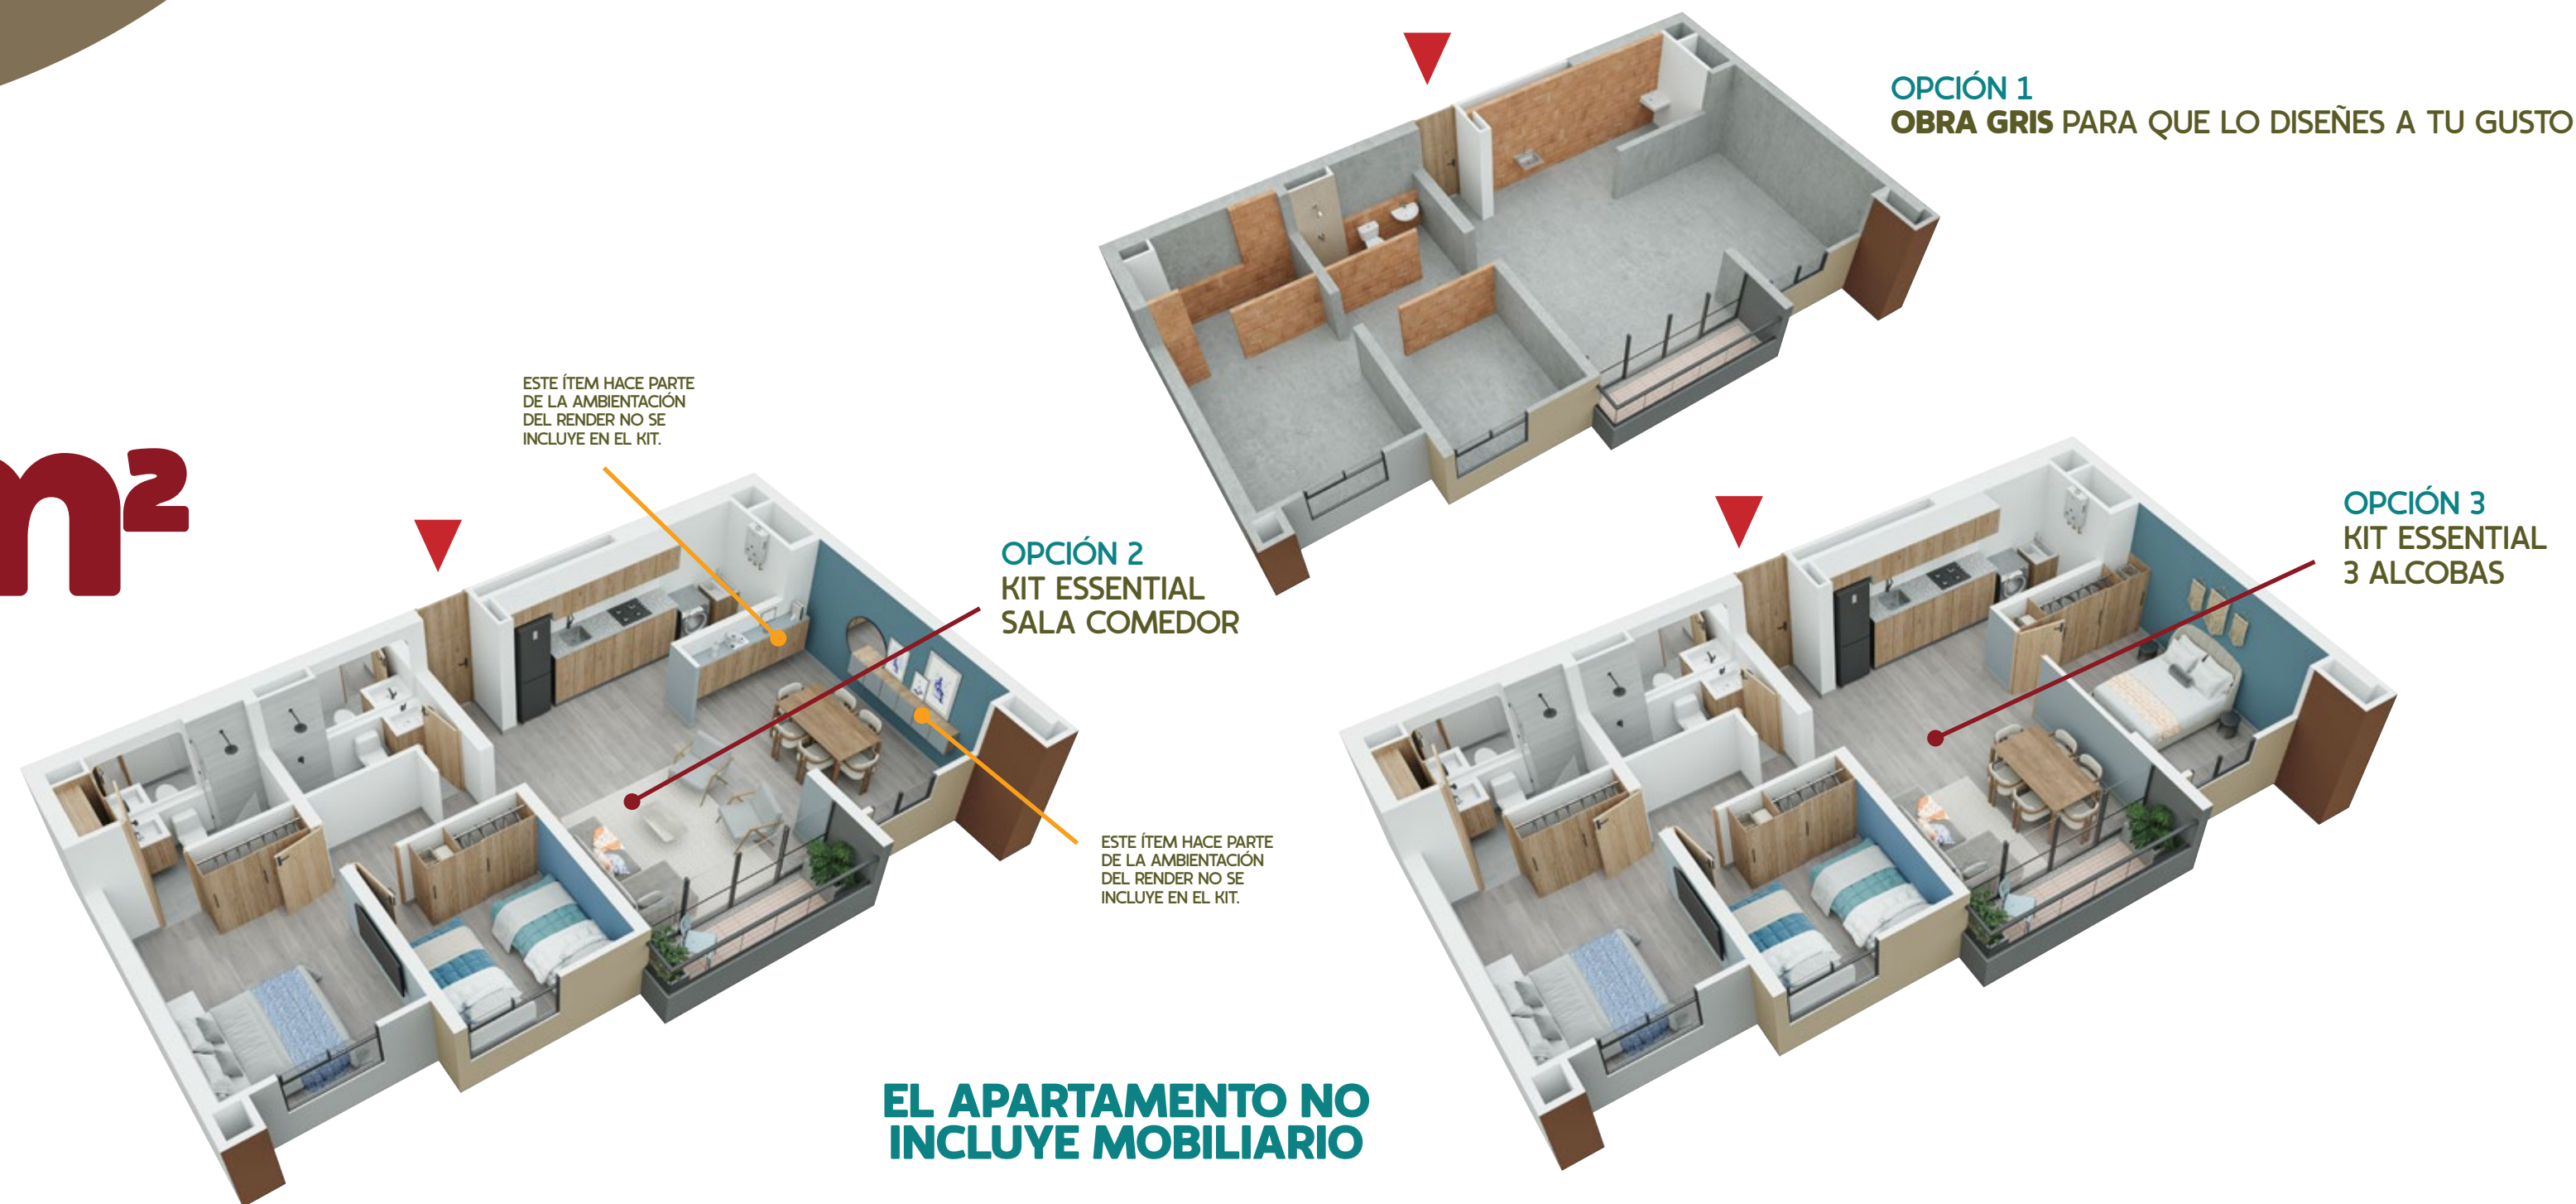 OPCIÓN 1
OBRA GRIS PARA QUE LO DISEÑES A TU GUSTO
ESTE ÍTEM HACE PARTE
DE LA AMBIENTACIÓN
DEL RENDER NO SE
INCLUYE EN EL KIT.
m²
OPCIÓN 2
KIT ESSENTIAL
SALA COMEDOR
OPCIÓN 3
KIT ESSENTIAL
3 ALCOBAS
ESTE ÍTEM HACE PARTE
DE LA AMBIENTACIÓN
DEL RENDER NO SE
INCLUYE EN EL KIT.
EL APARTAMENTO NO
INCLUYE MOBILIARIO